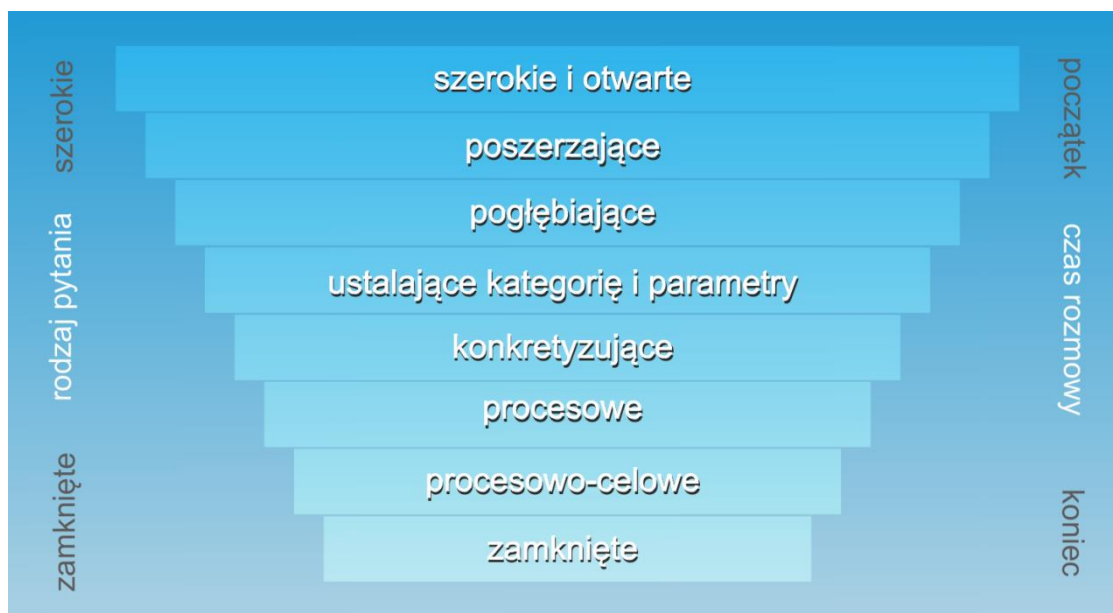 szerokie i otwarte
poszerzające
pogłębiające
ustalające kategorię i parametry
konkretyzujące
procesowe
procesowo-celowe
zamknięte
szerokie
rodzaj pytania
zamknięte
początek
czas rozmowy
koniec